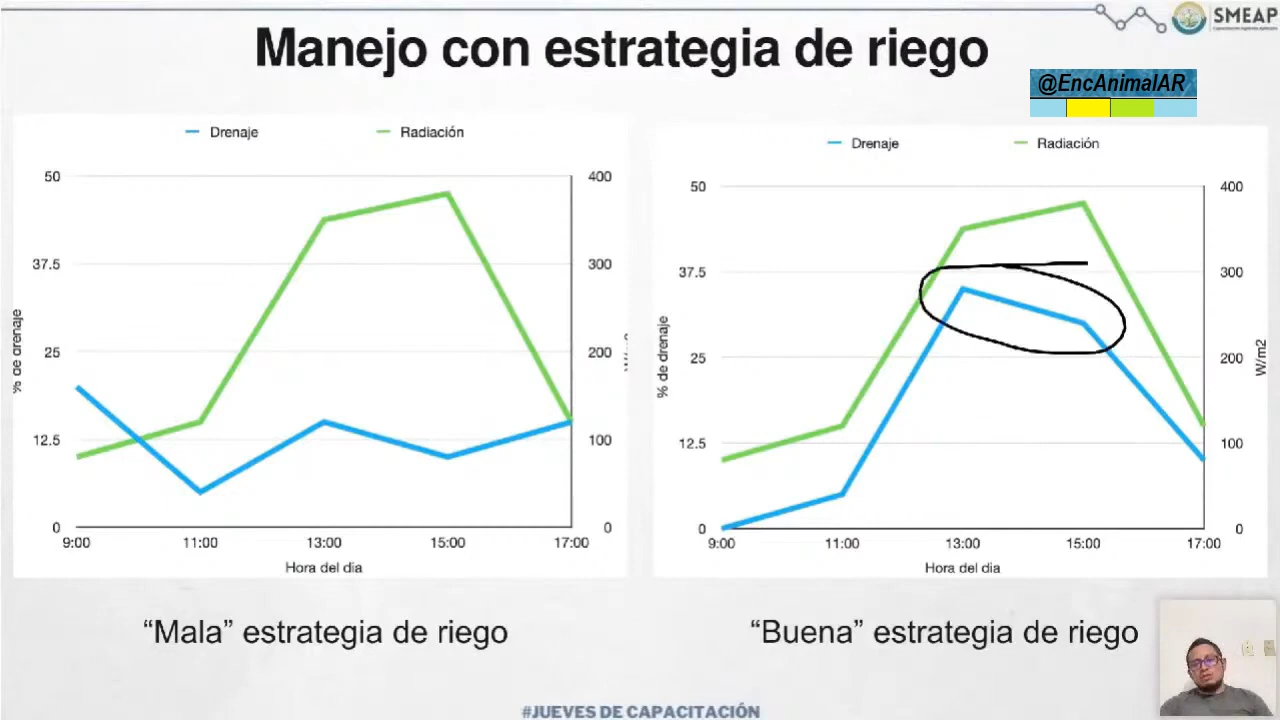 SMEAP
Manejo con estrategia de riego
@EncAnimalAR
Drenaje
Radiación
50
37.5
25
12.5
0
400
300
200
100
0
% de drenaje
9:00
11:00
13:00
15:00
17:00
Hora del dia
Drenaje
Radiación
50
37.5
25
12.5
0
400
300
200
100
0
% de drenaje
W/m2
9:00
11:00
13:00
15:00
17:00
Hora del dia
“Mala” estrategia de riego
“Buena” estrategia de riego
#JUEVES DE CAPACITACIÓN